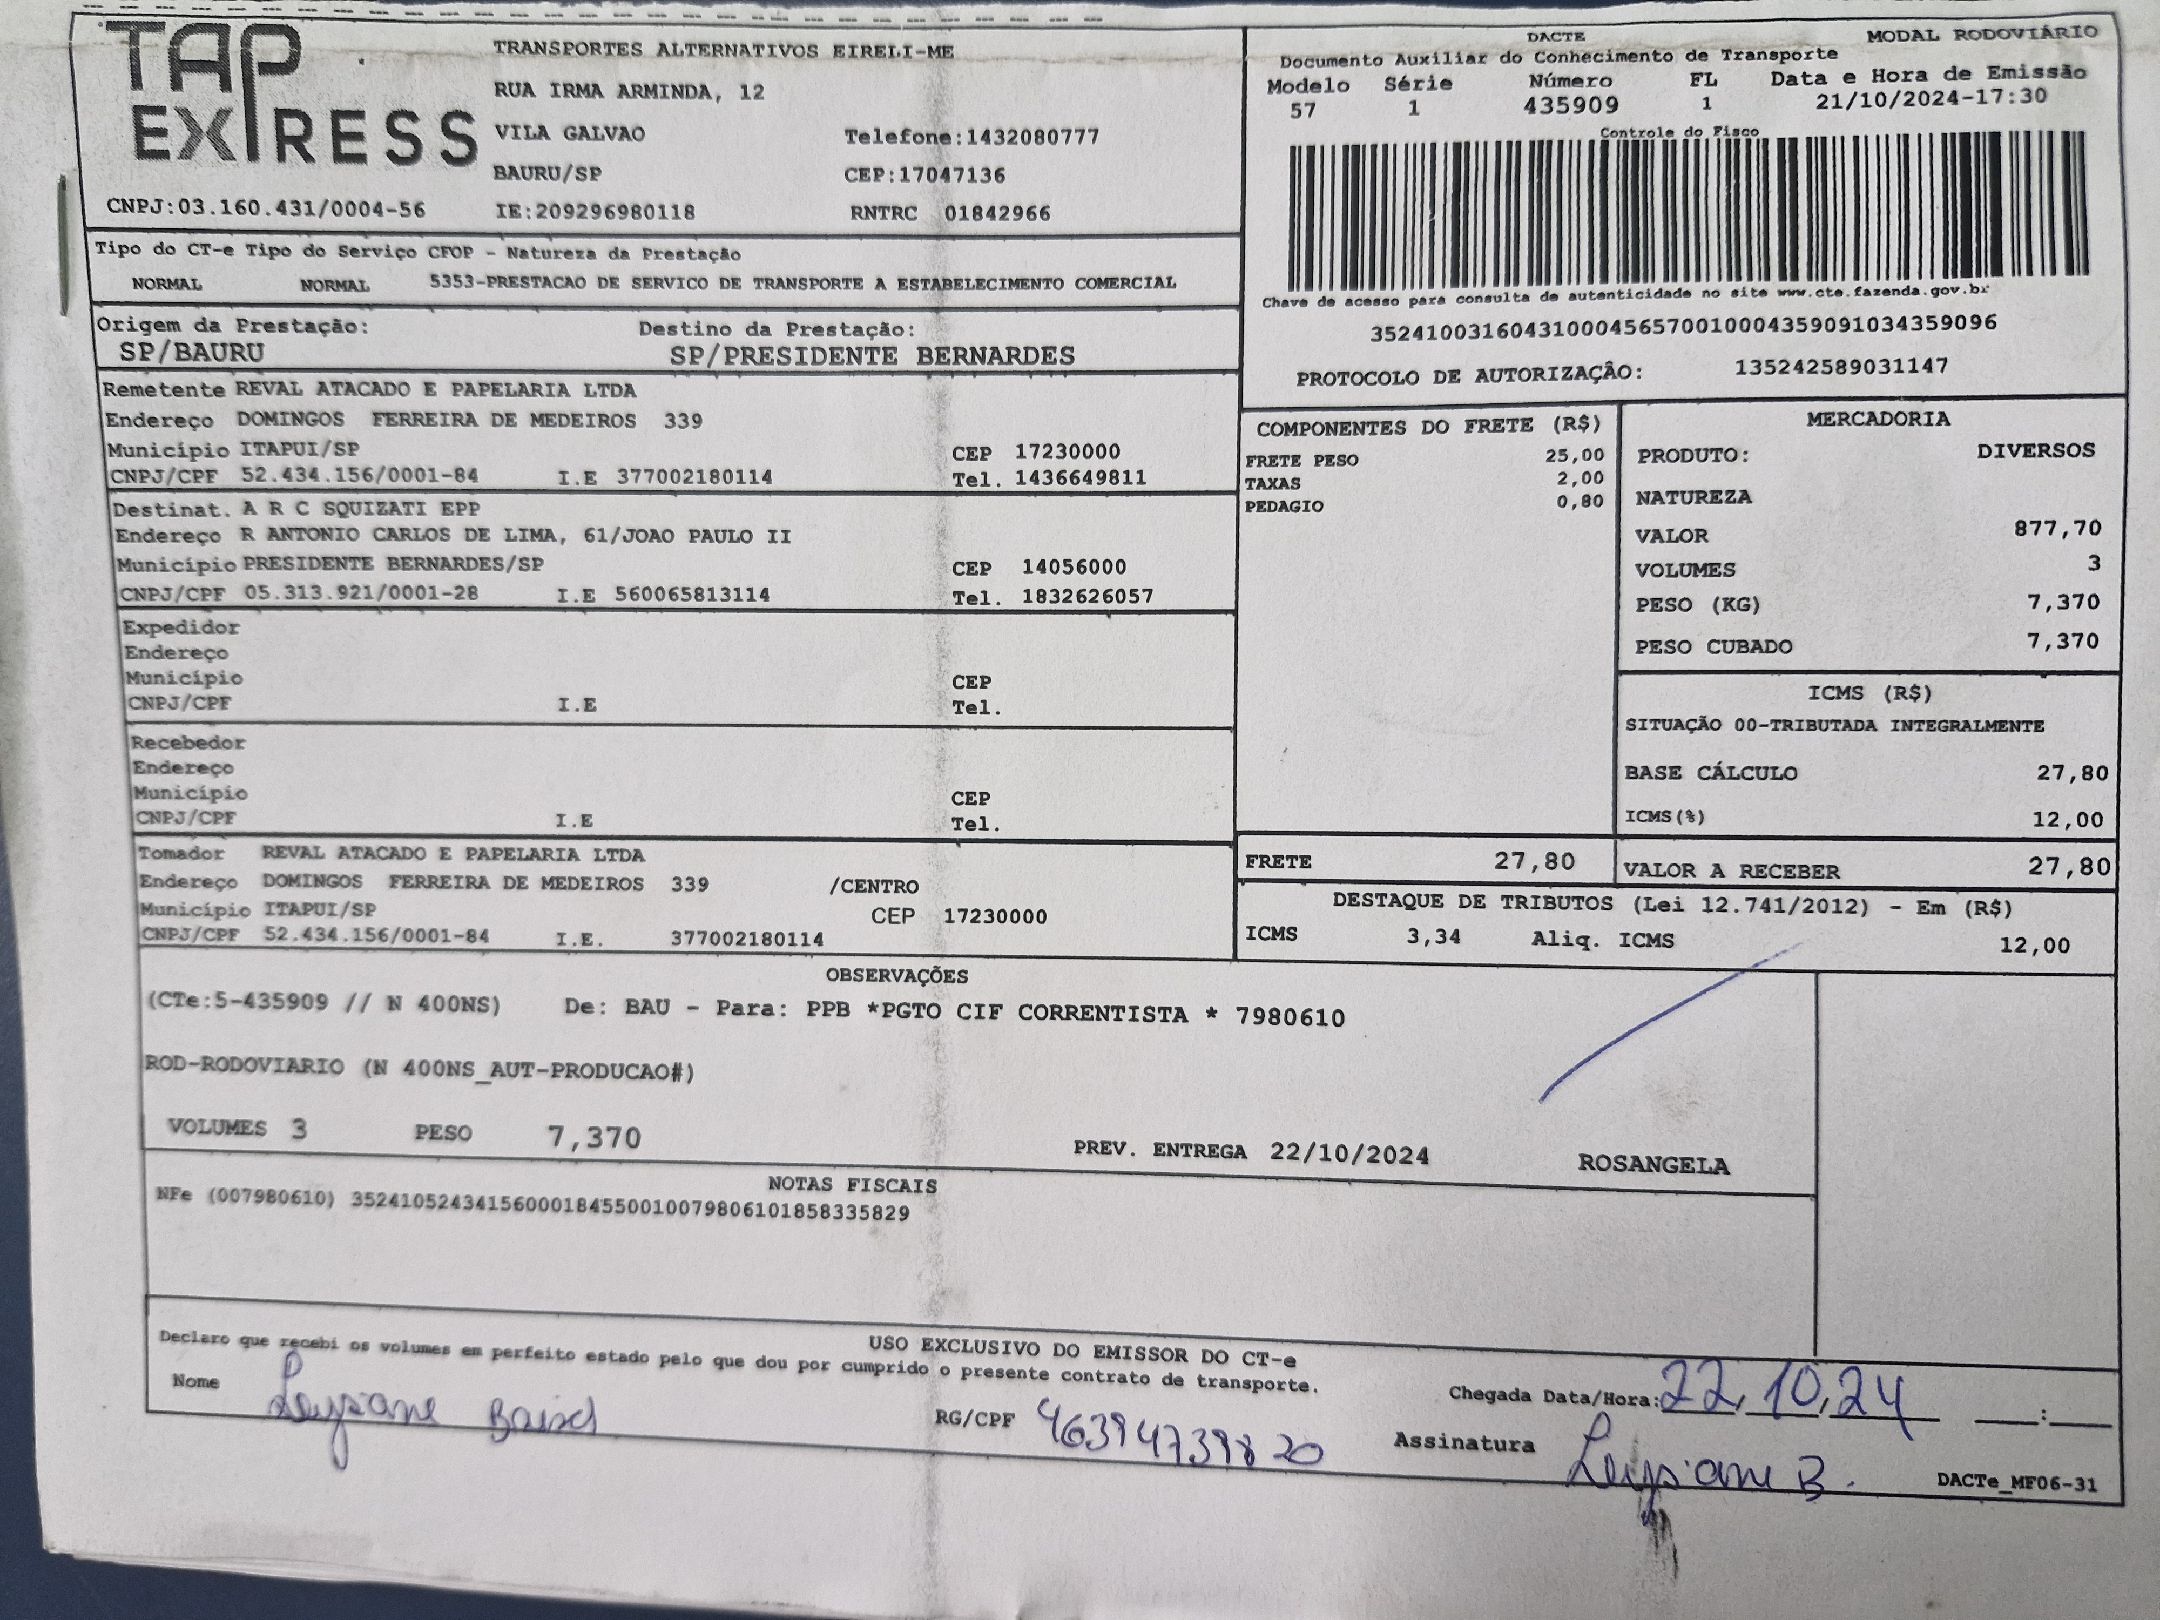 TAP EXPRESS
TRANSPORTES ALTERNATIVOS EIRELI-ME
RUA IRMA ARMINDA, 12
VILA GALVAO Telefone:1432080777
BAURU/SP CEP:17047136
CNPJ:03.160.431/0004-56 IE:209296980118 RNTRC 01842966
DACTE MODAL RODOVIÁRIO
Documento Auxiliar do Conhecimento de Transporte
Modelo Série Número FL Data e Hora de Emissão
57 1 435909 1 21/10/2024-17:30
Controle do Fisco
Chave de acesso para consulta de autenticidade no site www.cte.fazenda.gov.br
35241003160431000456570010004359091034359096
PROTOCOLO DE AUTORIZAÇÃO: 135242589031147
Tipo do CT-e Tipo do Serviço CFOP - Natureza da Prestação
NORMAL NORMAL 5353-PRESTACAO DE SERVICO DE TRANSPORTE A ESTABELECIMENTO COMERCIAL
Origem da Prestação: Destino da Prestação:
SP/BAURU SP/PRESIDENTE BERNARDES
Remetente REVAL ATACADO E PAPELARIA LTDA
Endereço DOMINGOS FERREIRA DE MEDEIROS 339
Município ITAPUI/SP CEP 17230000
CNPJ/CPF 52.434.156/0001-84 I.E 377002180114 Tel. 1436649811
Destinat. A R C SQUIZATI EPP
Endereço R ANTONIO CARLOS DE LIMA, 61/JOAO PAULO II
Município PRESIDENTE BERNARDES/SP CEP 14056000
CNPJ/CPF 05.313.921/0001-28 I.E 560065813114 Tel. 1832626057
Expedidor
Endereço
Município CEP
CNPJ/CPF I.E Tel.
Recebedor
Endereço
Município CEP
CNPJ/CPF I.E Tel.
Tomador REVAL ATACADO E PAPELARIA LTDA
Endereço DOMINGOS FERREIRA DE MEDEIROS 339 /CENTRO
Município ITAPUI/SP CEP 17230000
CNPJ/CPF 52.434.156/0001-84 I.E. 377002180114
COMPONENTES DO FRETE (R$)
FRETE PESO 25,00
TAXAS 2,00
PEDAGIO 0,80
MERCADORIA
PRODUTO: DIVERSOS
NATUREZA
VALOR 877,70
VOLUMES 3
PESO (KG) 7,370
PESO CUBADO 7,370
ICMS (R$)
SITUAÇÃO 00-TRIBUTADA INTEGRALMENTE
BASE CÁLCULO 27,80
ICMS(%) 12,00
FRETE 27,80 VALOR A RECEBER 27,80
DESTAQUE DE TRIBUTOS (Lei 12.741/2012) - Em (R$)
ICMS 3,34 Aliq. ICMS 12,00
OBSERVAÇÕES
(CTe:5-435909 // N 400NS) De: BAU - Para: PPB *PGTO CIF CORRENTISTA * 7980610
ROD-RODOVIARIO (N 400NS_AUT-PRODUCAO#)
VOLUMES 3 PESO 7,370 PREV. ENTREGA 22/10/2024 ROSANGELA
NOTAS FISCAIS
NFe (007980610) 35241052434156000184550010079806101858335829
USO EXCLUSIVO DO EMISSOR DO CT-e
Declaro que recebi os volumes em perfeito estado pelo que dou por cumprido o presente contrato de transporte.
Nome RG/CPF 46394739820 Chegada Data/Hora: 22.10.24 :
Assinatura
DACTe_MF06-31